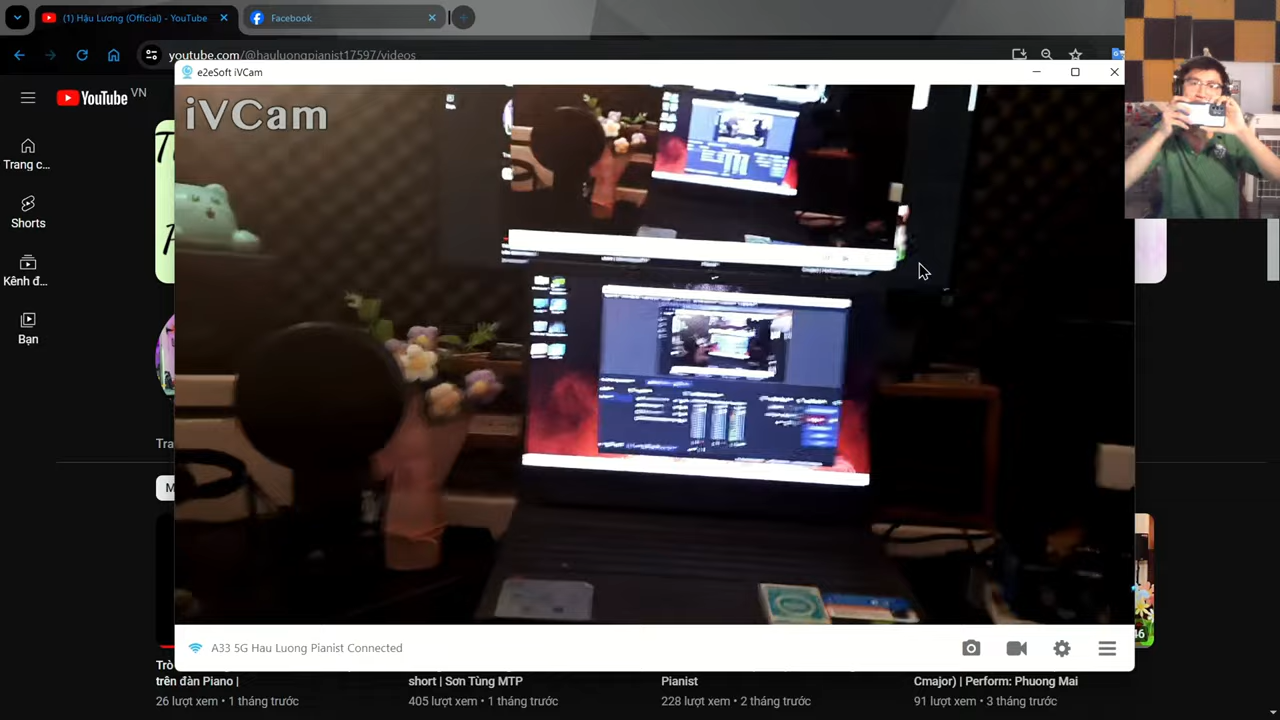 (1) Hậu Lương (Official) - YouTube
Facebook
youtube.com/@hauluongpianist17597/videos
e2eSoft iVCam
iVCam
YouTube VN
Trang c...
Shorts
Kênh đ...
Bạn
Tra
M
A33 5G Hau Luong Pianist Connected
46
Trò
trên đàn Piano |
26 lượt xem • 1 tháng trước
short | Sơn Tùng MTP
405 lượt xem • 1 tháng trước
Pianist
228 lượt xem • 2 tháng trước
Cmajor) | Perform: Phuong Mai
91 lượt xem • 3 tháng trước